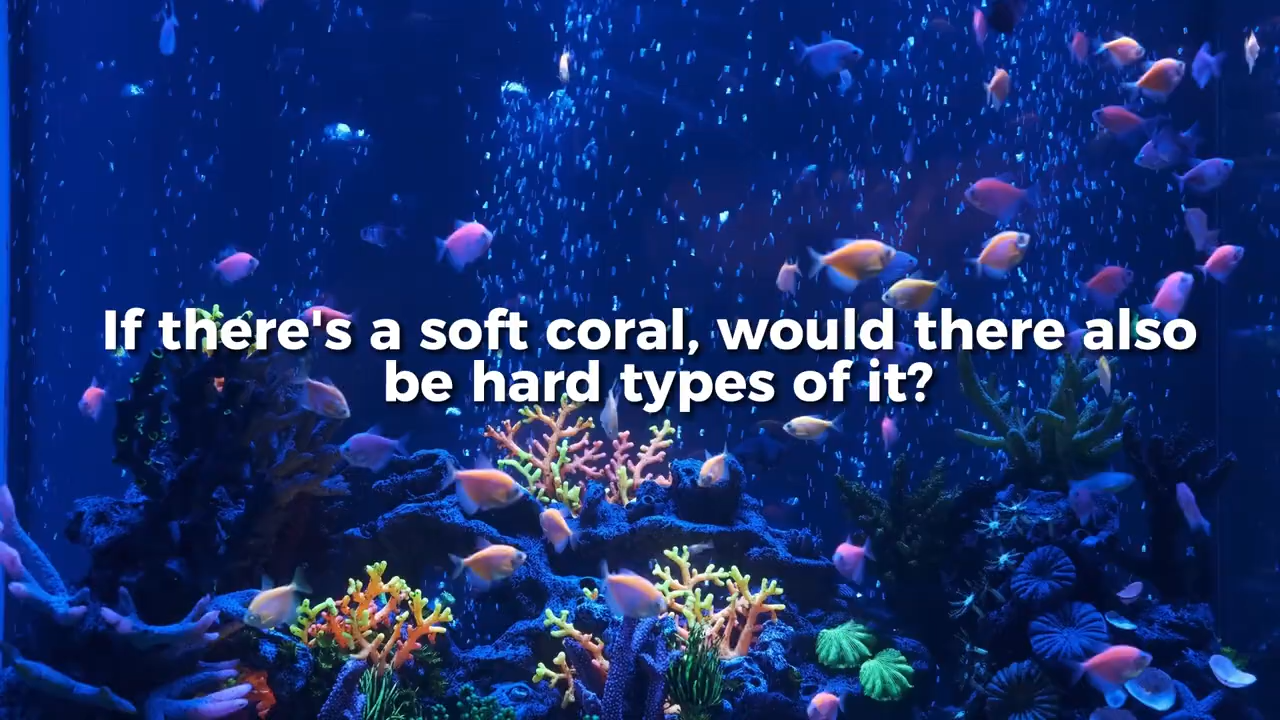 If there's a soft coral, would there also
be hard types of it?